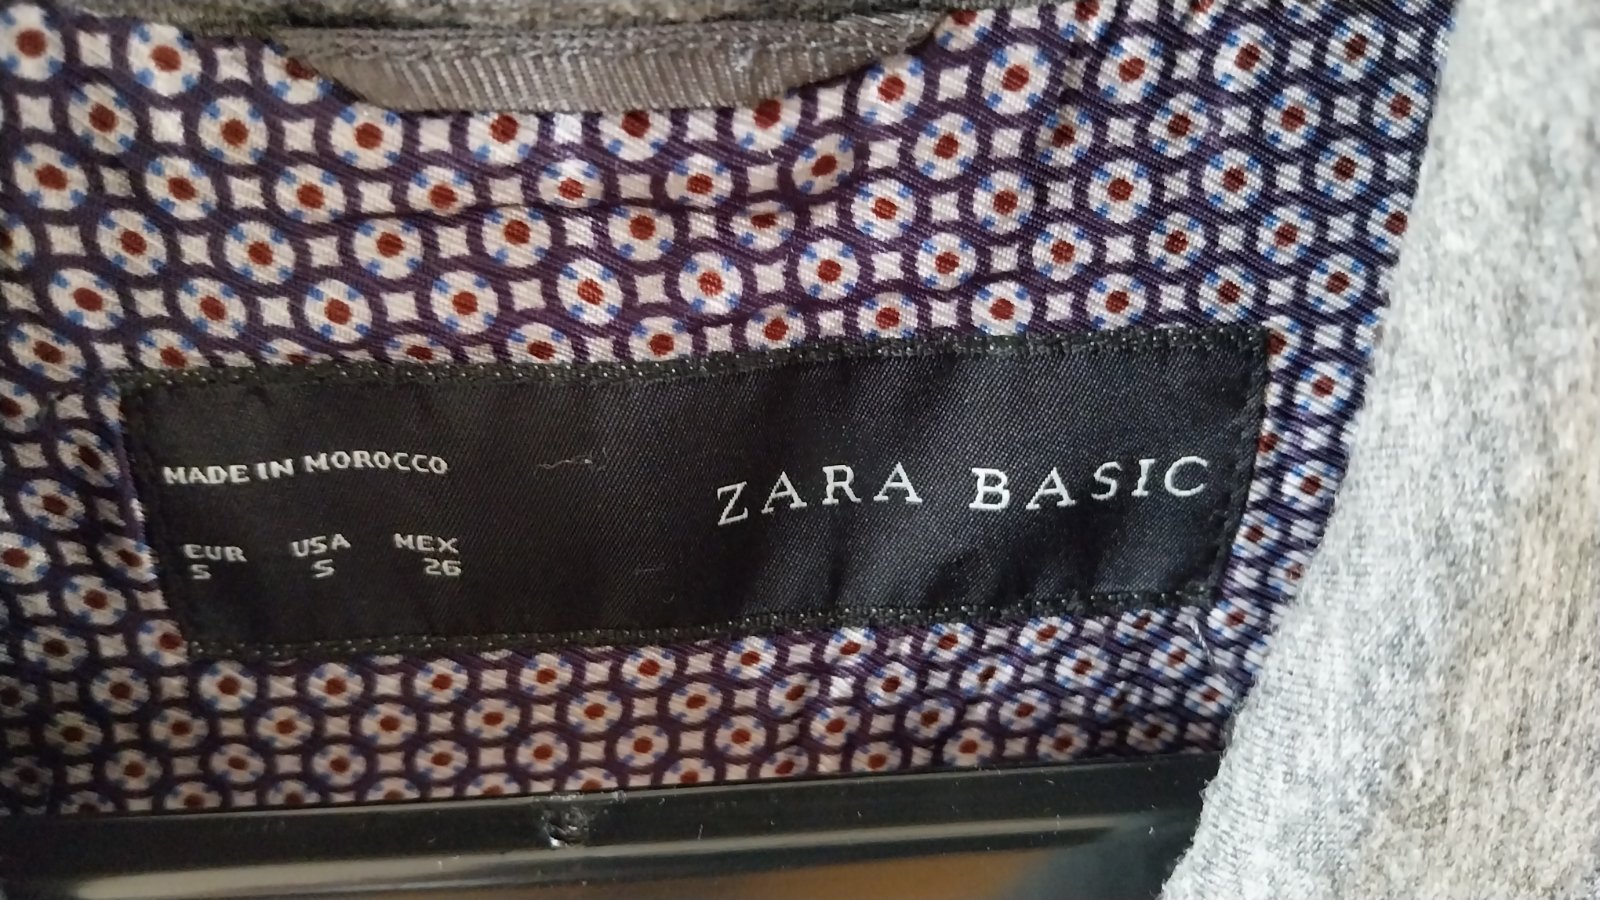 MADE IN MOROCCO
EUR USA MEX
S S 26
ZARA BASIC